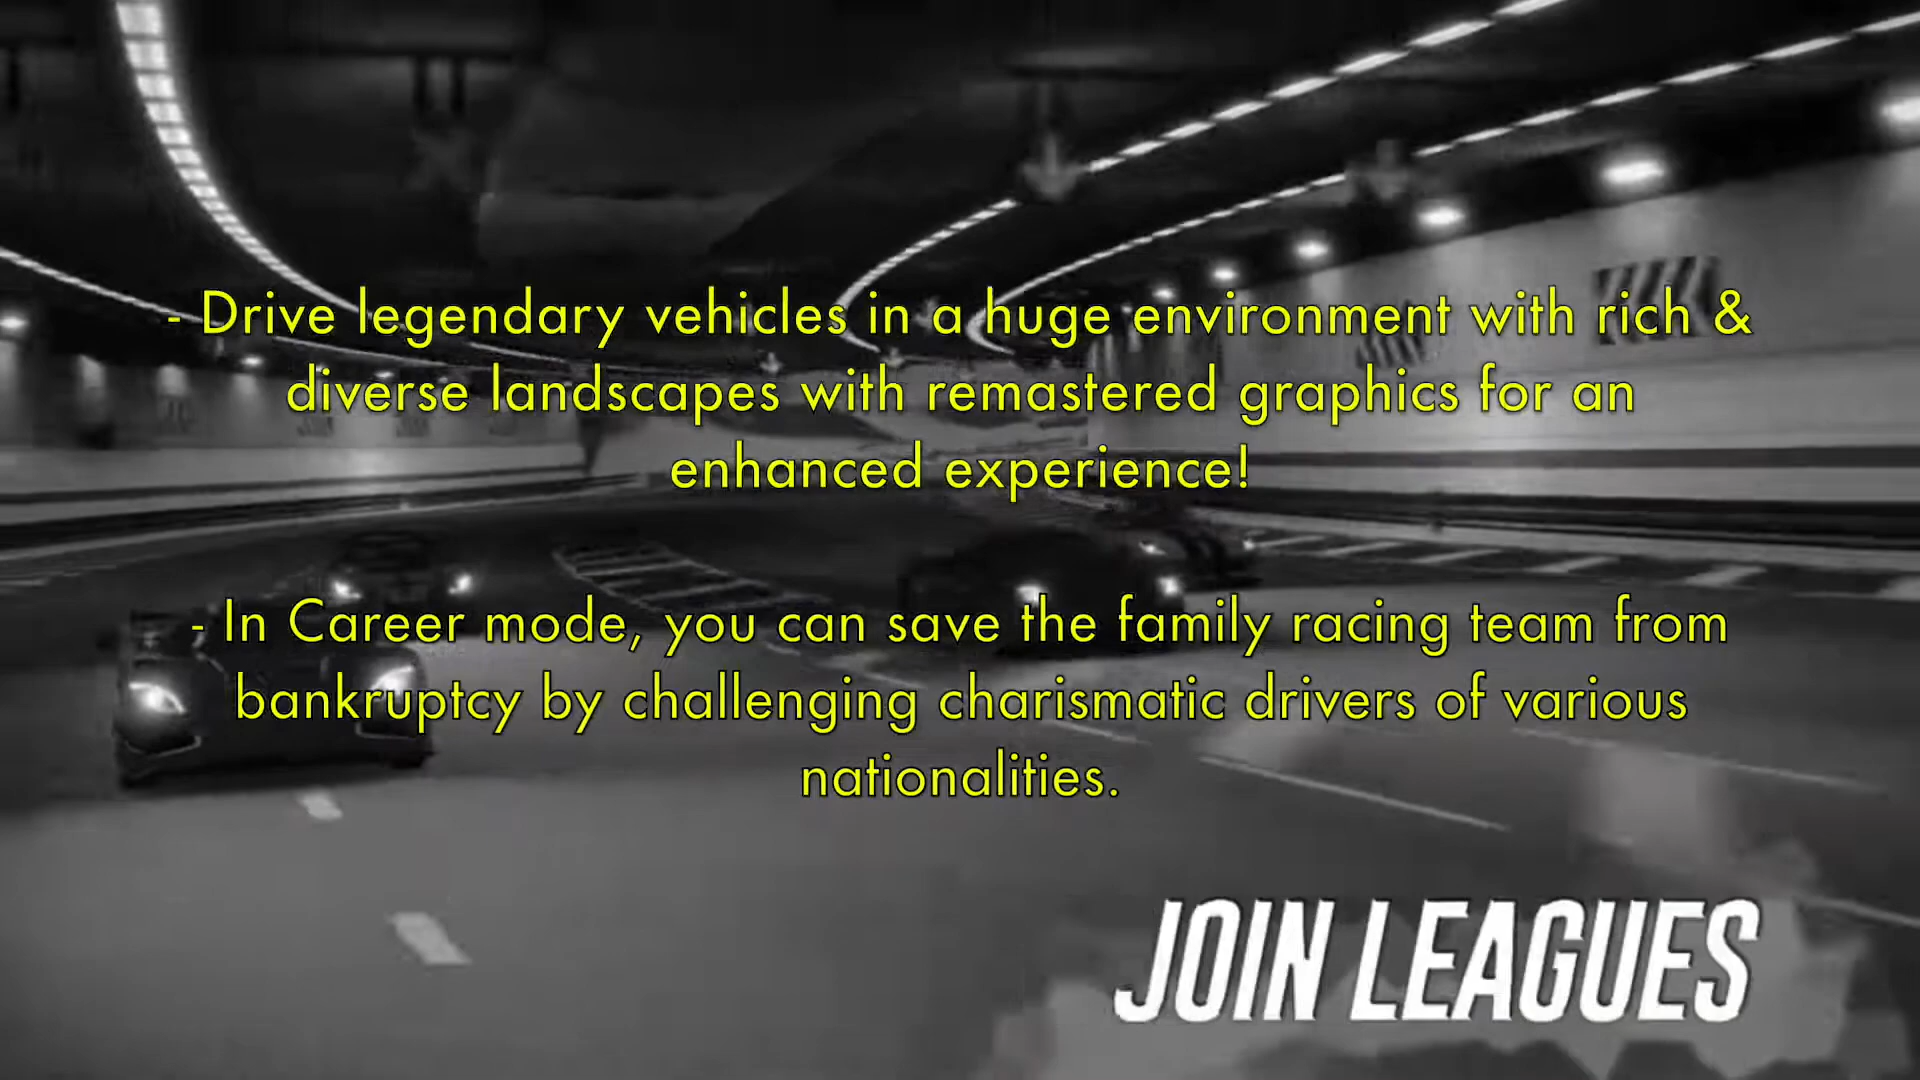 - Drive legendary vehicles in a huge environment with rich &
diverse landscapes with remastered graphics for an
enhanced experience!
- In Career mode, you can save the family racing team from
bankruptcy by challenging charismatic drivers of various
nationalities.
JOIN LEAGUES